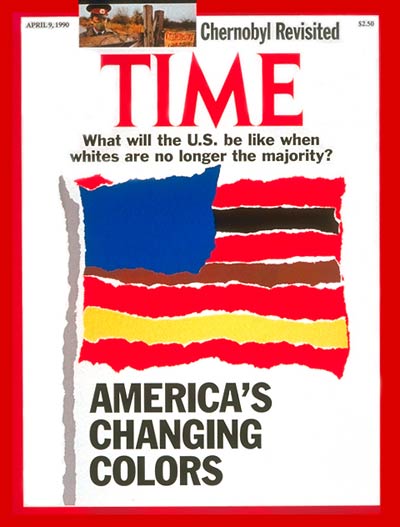 APRIL 9, 1990
Chernobyl Revisited
$2.50
TIME
What will the U.S. be like when
whites are no longer the majority?
AMERICA'S
CHANGING
COLORS